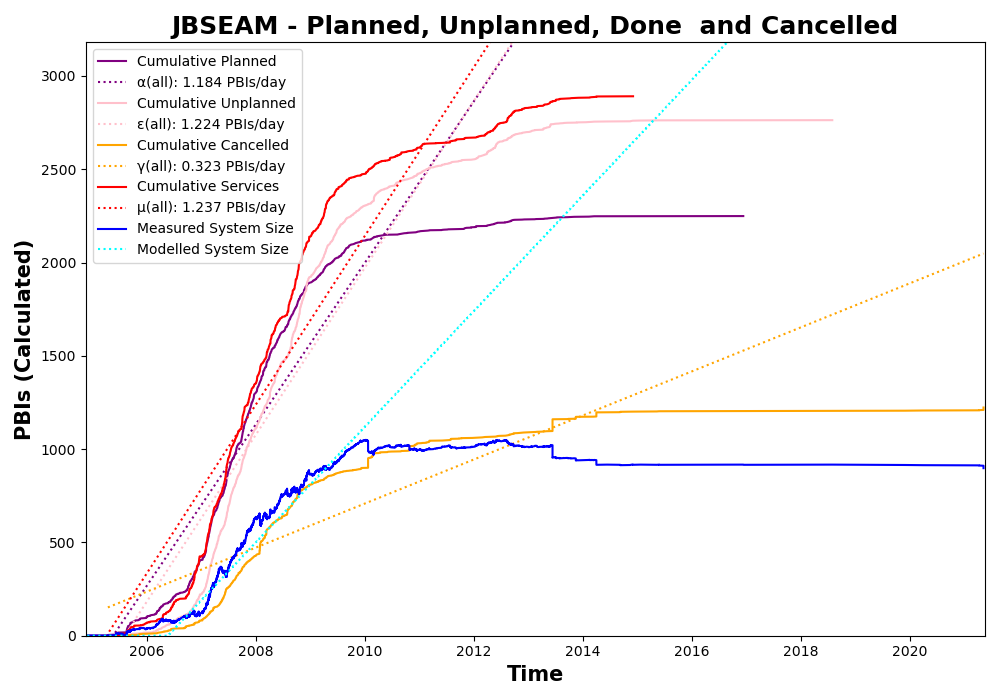 JBSEAM - Planned, Unplanned, Done  and Cancelled
Cumulative Planned
α(all): 1.184 PBIs/day
Cumulative Unplanned
ε(all): 1.224 PBIs/day
Cumulative Cancelled
γ(all): 0.323 PBIs/day
Cumulative Services
μ(all): 1.237 PBIs/day
Measured System Size
Modelled System Size
PBIs (Calculated)
3000
2500
2000
1500
1000
500
0
2006 2008 2010 2012 2014 2016 2018 2020
Time